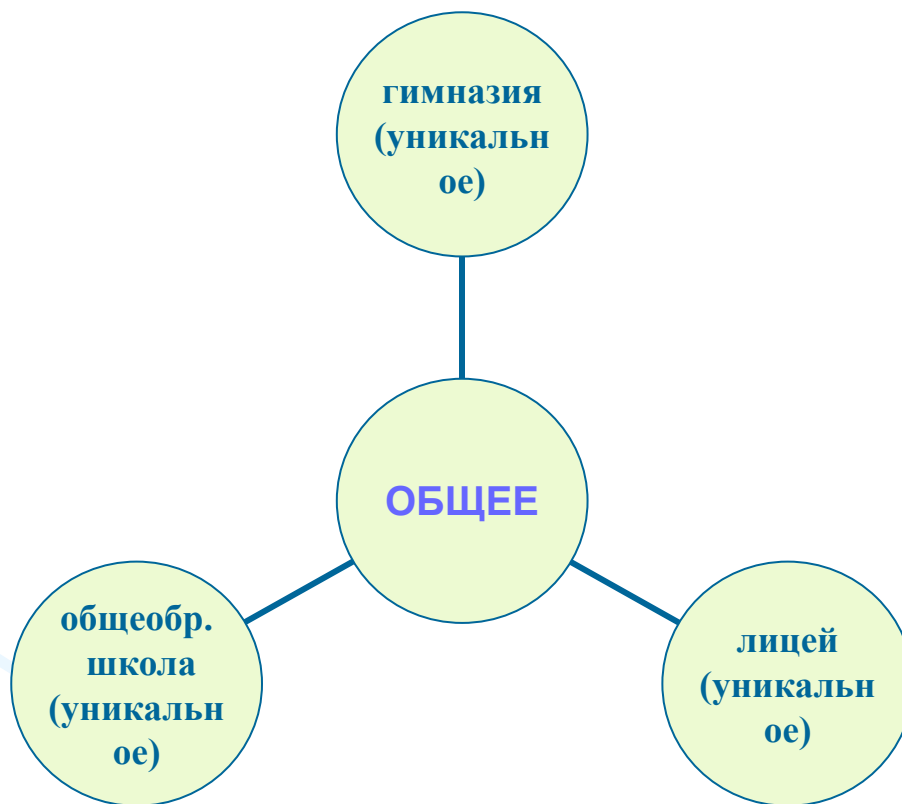 гимназия
(уникальн
ое)
ОБЩЕЕ
общеобр.
школа
(уникальн
ое)
лицей
(уникальн
ое)